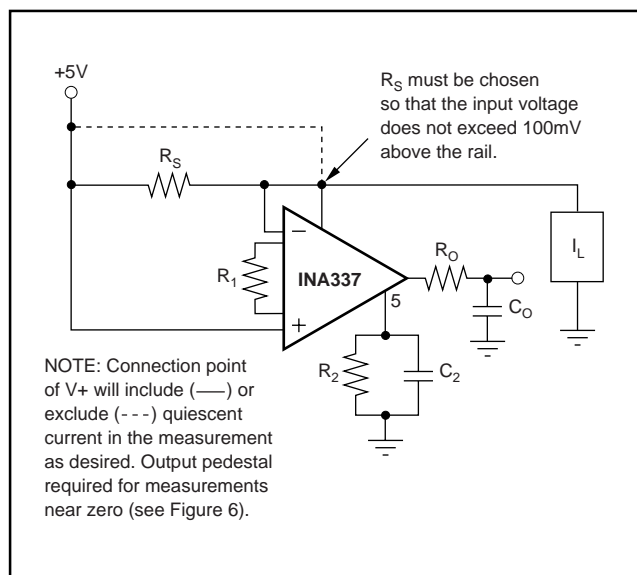 +5V
R_S must be chosen
so that the input voltage
does not exceed 100mV
above the rail.
R_S
−
R_1
INA337
+
5
R_O
C_O
I_L
R_2
C_2
NOTE: Connection point
of V+ will include (——) or
exclude (- - -) quiescent
current in the measurement
as desired. Output pedestal
required for measurements
near zero (see Figure 6).